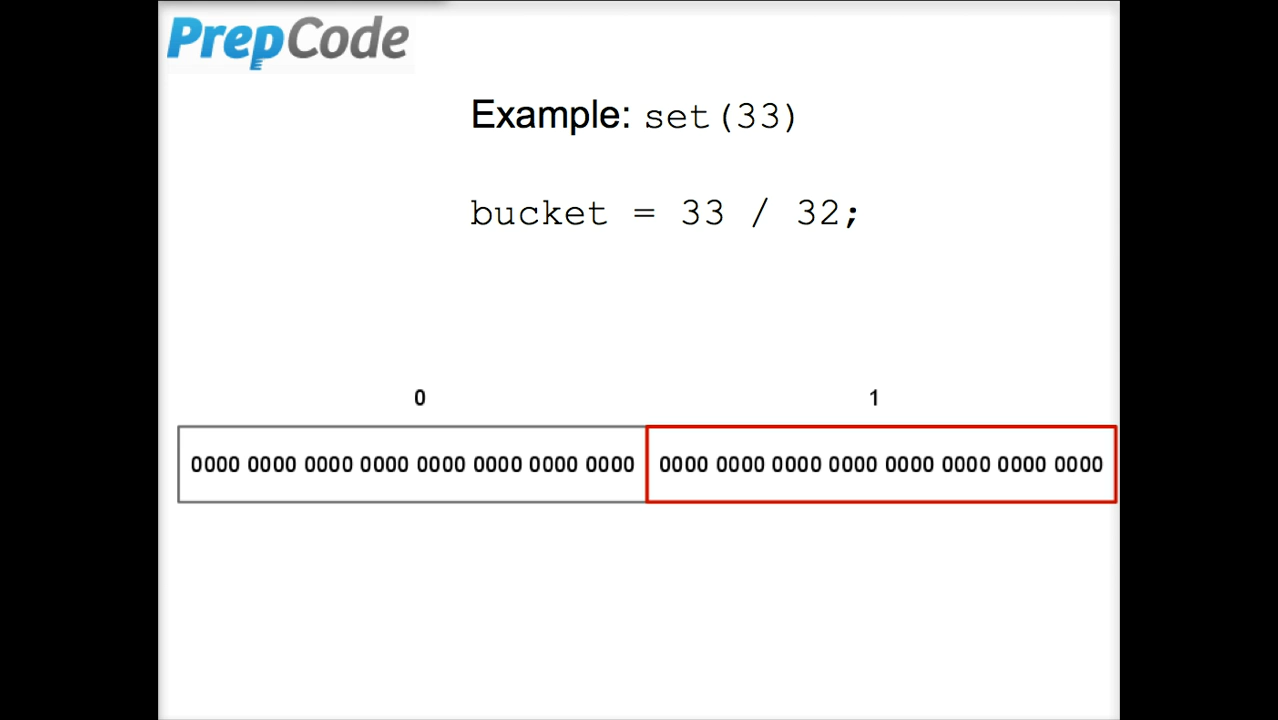 PrepCode
Example: set(33)
bucket = 33 / 32;
0 1
0000 0000 0000 0000 0000 0000 0000 0000 0000 0000 0000 0000 0000 0000 0000 0000